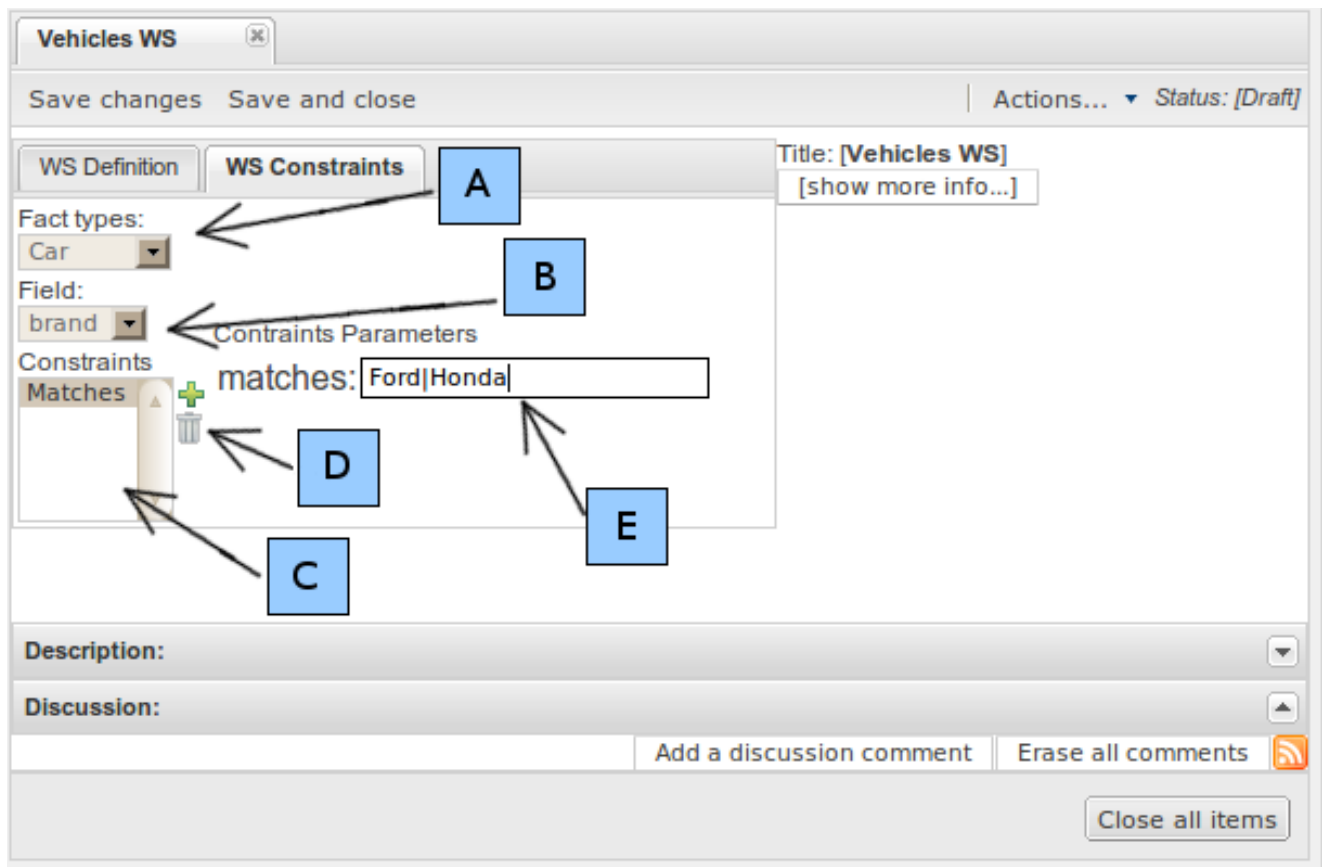 Vehicles WS
Save changes Save and close Actions... Status: [Draft]
WS Definition WS Constraints
Title: [Vehicles WS]
[show more info...]
A
Fact types:
Car
B
Field:
brand
Contraints Parameters
Constraints
matches: Ford|Honda
Matches
D
E
C
Description:
Discussion:
Add a discussion comment Erase all comments
Close all items